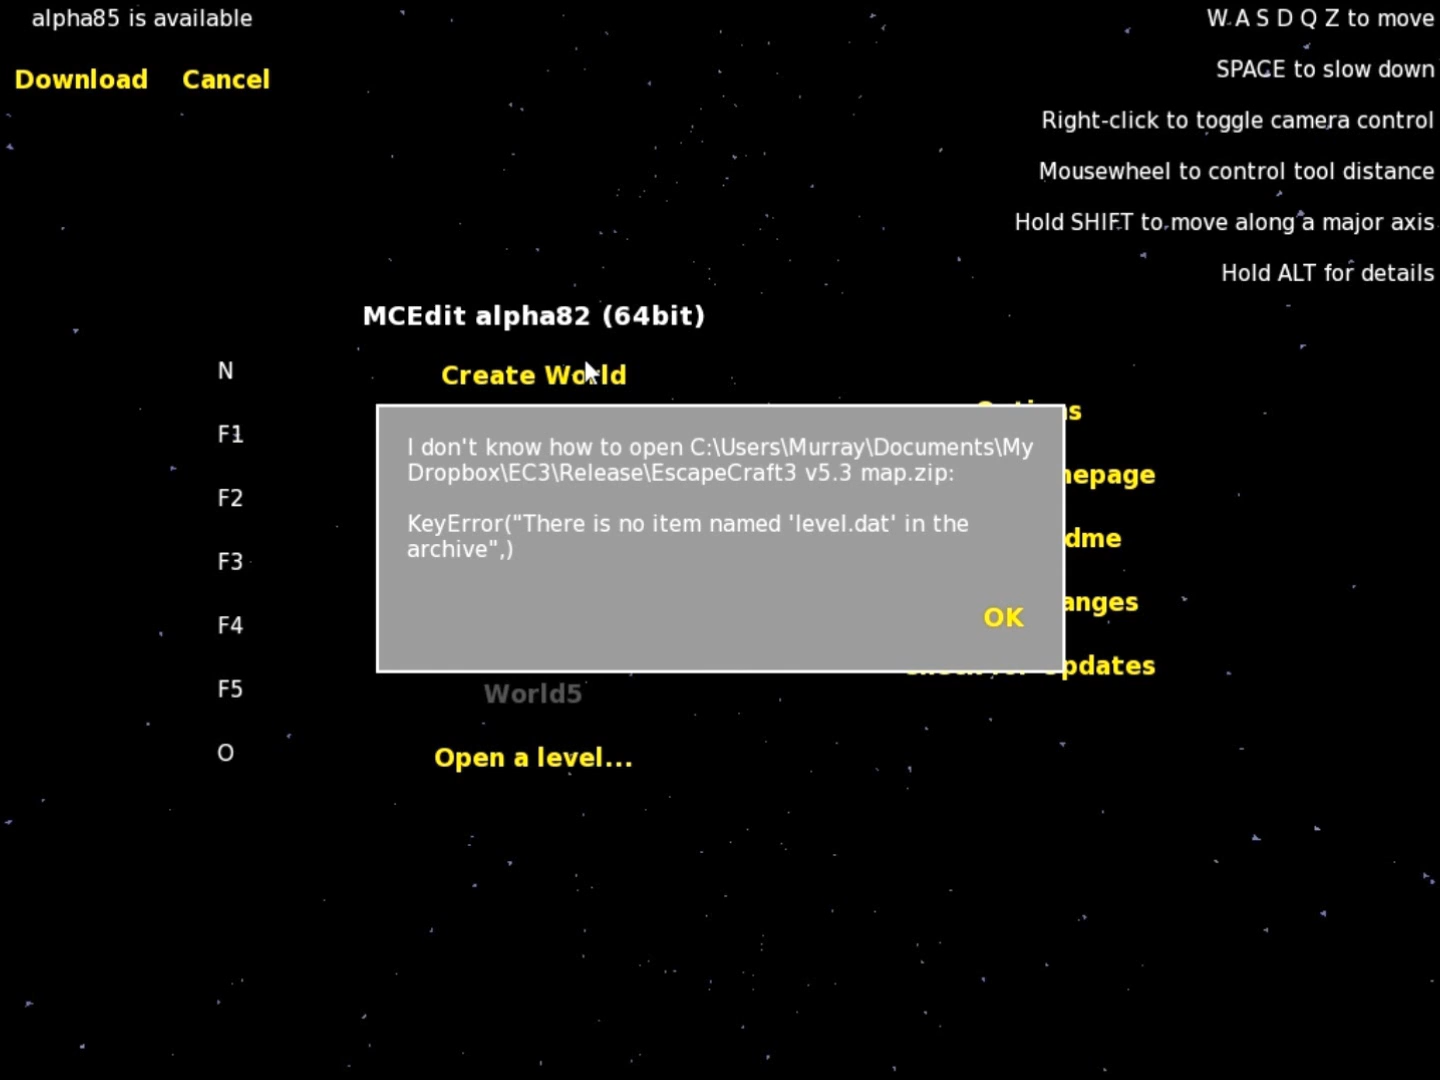 alpha85 is available
Download Cancel
W A S D Q Z to move
SPACE to slow down
Right-click to toggle camera control
Mousewheel to control tool distance
Hold SHIFT to move along a major axis
Hold ALT for details
MCEdit alpha82 (64bit)
N Create World
F1
F2
F3
F4
F5 World5
O Open a level...
I don't know how to open C:\Users\Murray\Documents\My
Dropbox\EC3\Release\EscapeCraft3 v5.3 map.zip:
KeyError("There is no item named 'level.dat' in the
archive",)
OK